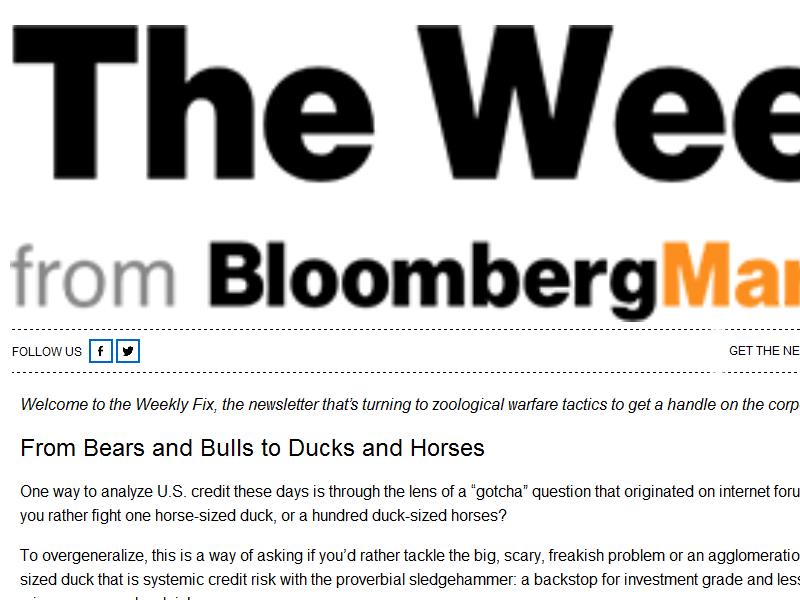 The Wee
from BloombergMar
FOLLOW US
GET THE NE
Welcome to the Weekly Fix, the newsletter that's turning to zoological warfare tactics to get a handle on the corp
From Bears and Bulls to Ducks and Horses
One way to analyze U.S. credit these days is through the lens of a “gotcha” question that originated on internet foru
you rather fight one horse-sized duck, or a hundred duck-sized horses?
To overgeneralize, this is a way of asking if you’d rather tackle the big, scary, freakish problem or an agglomeratio
sized duck that is systemic credit risk with the proverbial sledgehammer: a backstop for investment grade and less